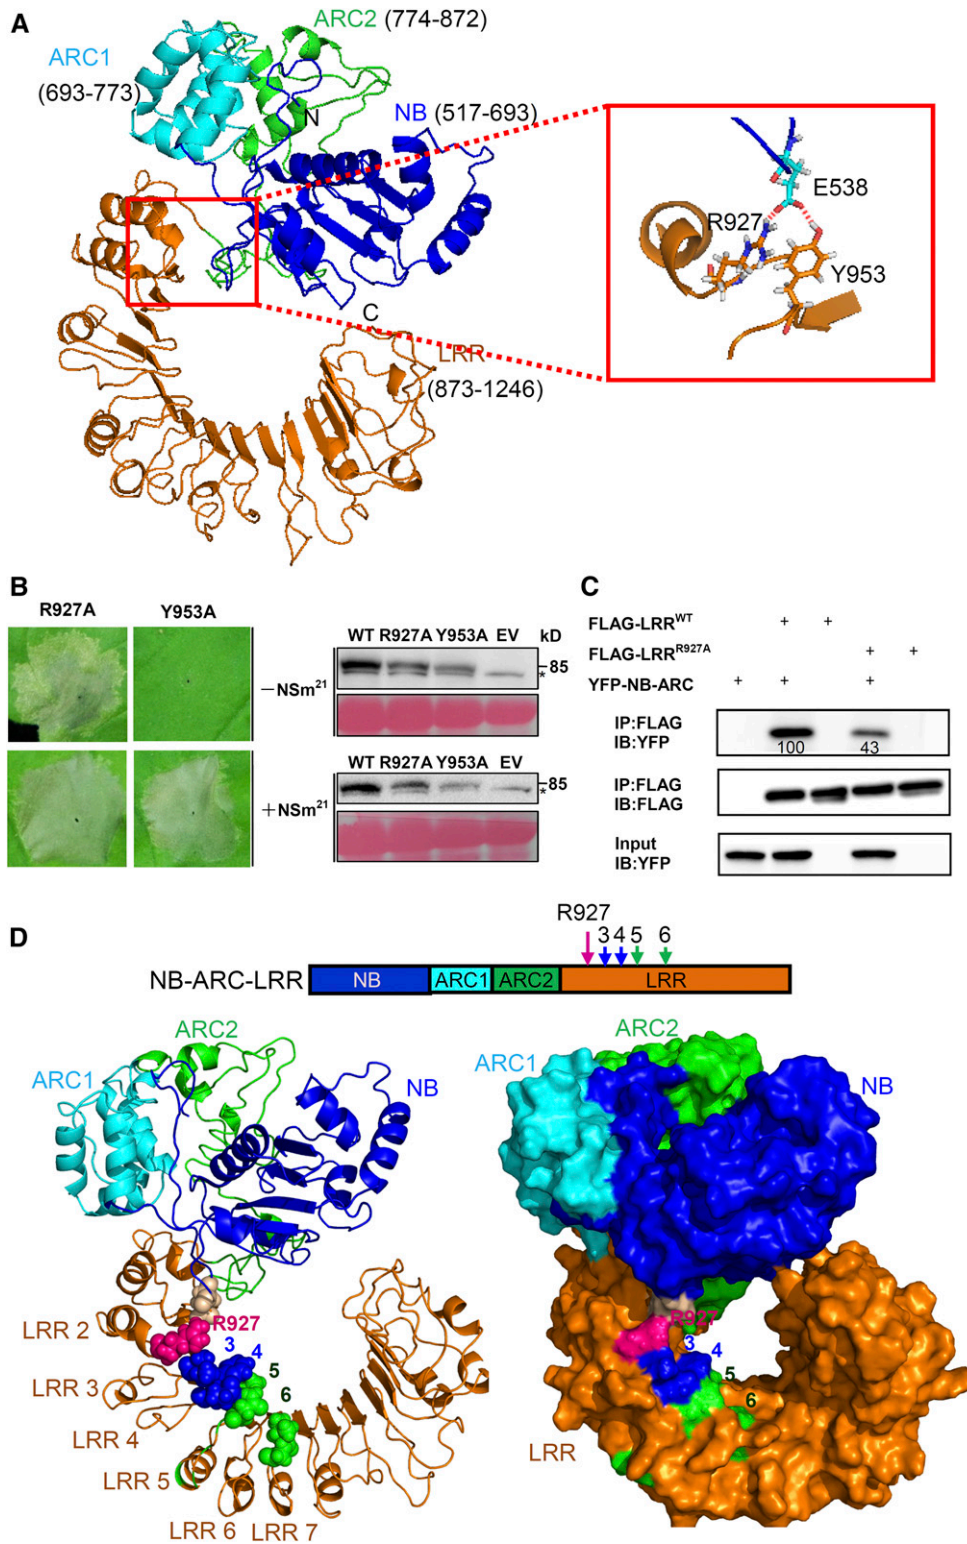 A
ARC2 (774-872)
ARC1
(693-773)
N
NB (517-693)
E538
R927
Y953
C
LRR
(873-1246)
B
R927A Y953A
WT R927A Y953A EV kD
85
*
−NSm21
+NSm21
85
*
C
FLAG-LRRWT + +
FLAG-LRRR927A + +
YFP-NB-ARC + + +
IP:FLAG
IB:YFP
100 43
IP:FLAG
IB:FLAG
Input
IB:YFP
D
R927
3 4 5 6
NB-ARC-LRR NB ARC1 ARC2 LRR
ARC2
ARC1
NB
R927
3 4
5
6
LRR 2
LRR 3
LRR 4
LRR 5
LRR 6 LRR 7
ARC2
ARC1
NB
R927
3 4
5
6
LRR